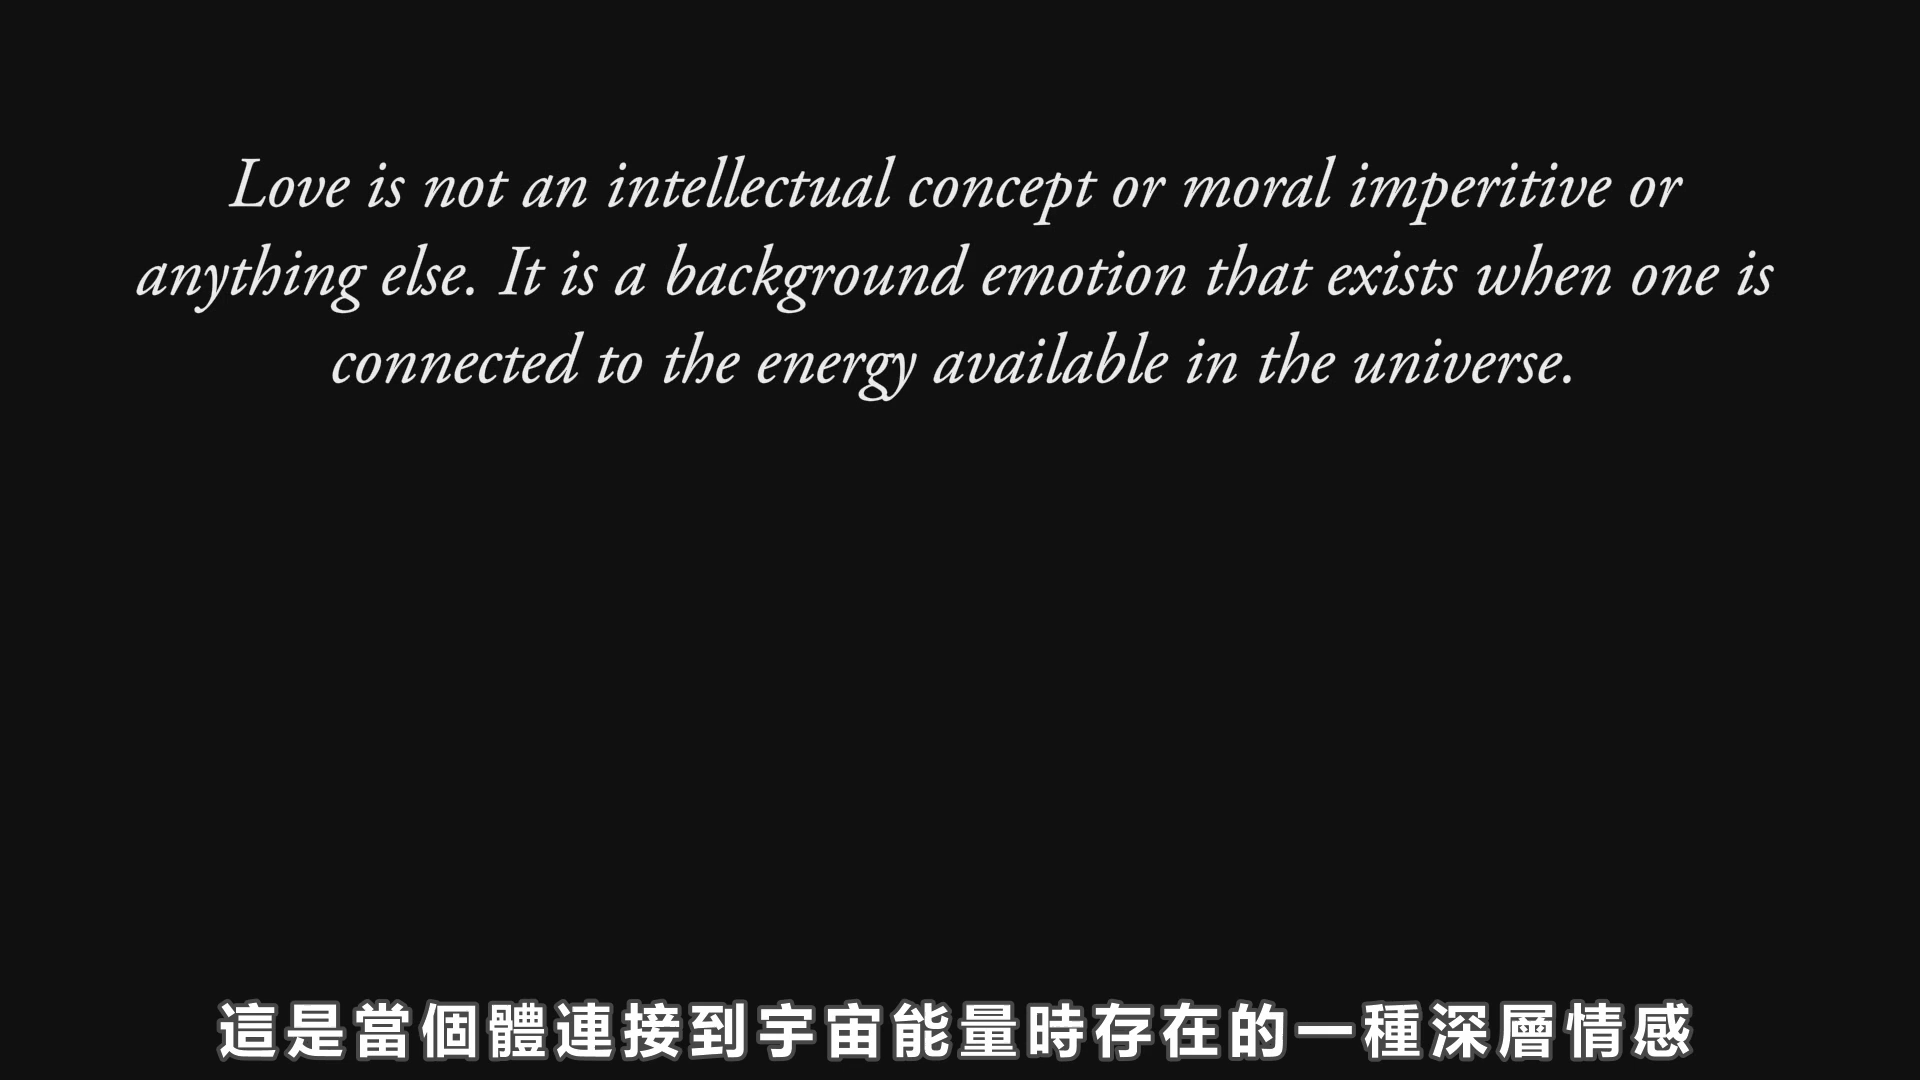 Love is not an intellectual concept or moral imperitive or
anything else. It is a background emotion that exists when one is
connected to the energy available in the universe.
這是當個體連接到宇宙能量時存在的一種深層情感